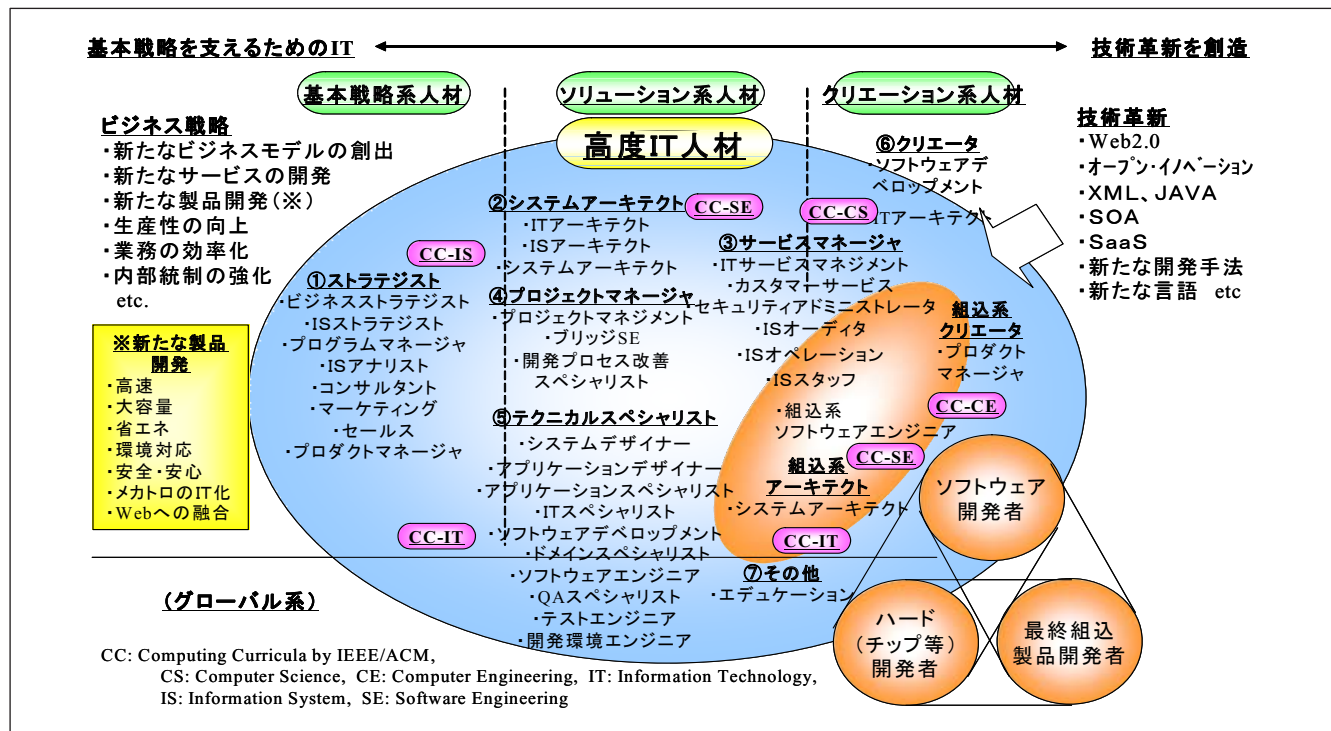 基本戦略を支えるためのIT
技術革新を創造
基本戦略系人材
ソリューション系人材
クリエーション系人材
高度IT人材
ビジネス戦略
・新たなビジネスモデルの創出
・新たなサービスの開発
・新たな製品開発(※)
・生産性の向上
・業務の効率化
・内部統制の強化
etc.
※新たな製品
開発
・高速
・大容量
・省エネ
・環境対応
・安全・安心
・メカトロのIT化
・Webへの融合
CC-IS
①ストラテジスト
・ビジネスストラテジスト
・ISストラテジスト
・プログラムマネージャ
・ISアナリスト
・コンサルタント
・マーケティング
・セールス
・プロダクトマネージャ
CC-IT
②システムアーキテクト
CC-SE
・ITアーキテクト
・ISアーキテクト
・システムアーキテクト
④プロジェクトマネージャ
・プロジェクトマネジメント
・ブリッジSE
・開発プロセス改善
スペシャリスト
⑤テクニカルスペシャリスト
・システムデザイナー
・アプリケーションデザイナー
・アプリケーションスペシャリスト
・ITスペシャリスト
・ソフトウェアデベロップメント
・ドメインスペシャリスト
・ソフトウェアエンジニア
・QAスペシャリスト
・テストエンジニア
・開発環境エンジニア
⑥クリエータ
・ソフトウェアデ
ベロップメント
・ITアーキテクト
CC-CS
③サービスマネージャ
・ITサービスマネジメント
・カスタマーサービス
・セキュリティアドミニストレータ
・ISオーディタ
・ISオペレーション
・ISスタッフ
・組込系
ソフトウェアエンジニア
組込系
クリエータ
・プロダクト
マネージャ
CC-CE
CC-SE
組込系
アーキテクト
・システムアーキテクト
CC-IT
⑦その他
・エデュケーション
技術革新
・Web2.0
・オープン・イノベーション
・XML、JAVA
・SOA
・SaaS
・新たな開発手法
・新たな言語 etc
ソフトウェア
開発者
ハード
(チップ等)
開発者
最終組込
製品開発者
(グローバル系)
CC: Computing Curricula by IEEE/ACM,
CS: Computer Science, CE: Computer Engineering, IT: Information Technology,
IS: Information System, SE: Software Engineering